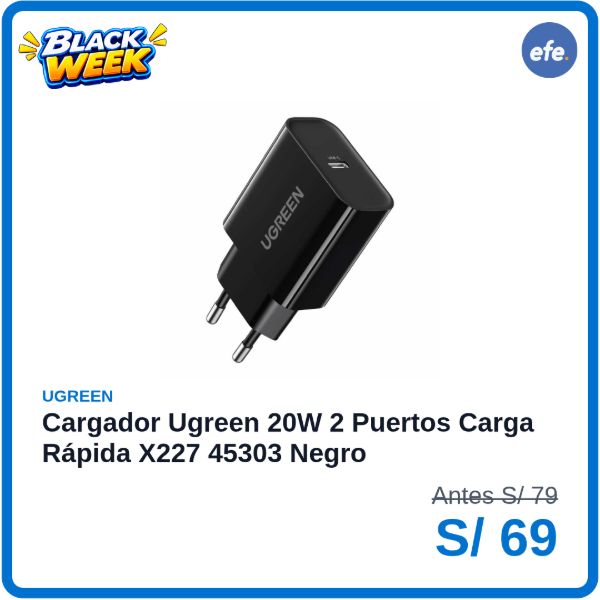 BLACK
WEEK
efe.
UGREEN
UGREEN
Cargador Ugreen 20W 2 Puertos Carga
Rápida X227 45303 Negro
Antes S/ 79
S/ 69